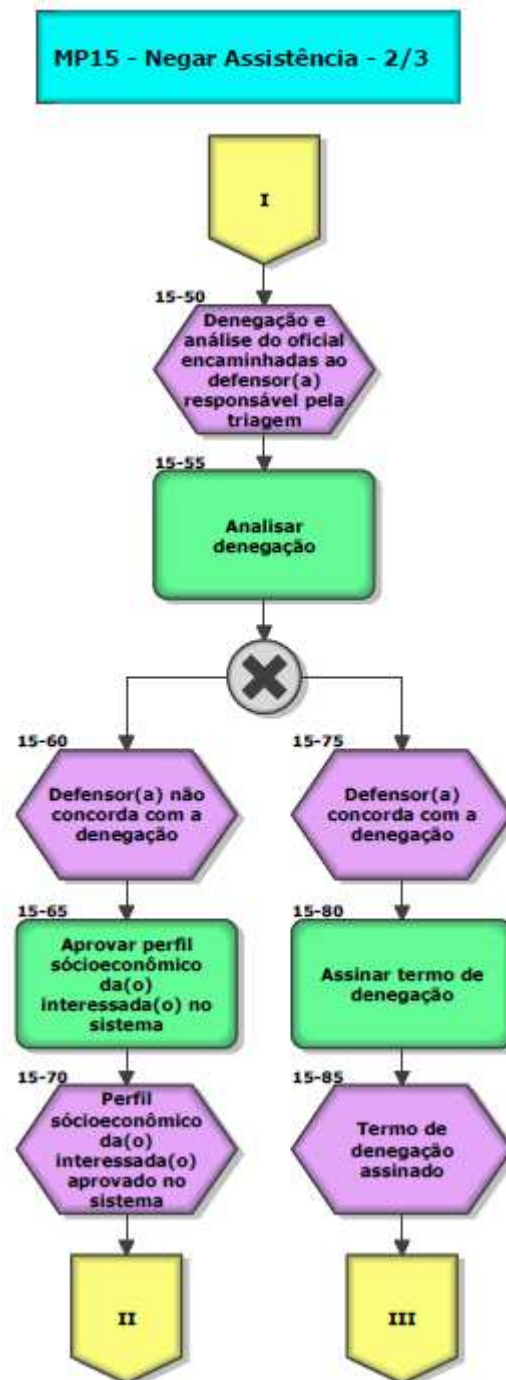 MP15 - Negar Assistência - 2/3
I
15-50
Denegação e
análise do oficial
encaminhadas ao
defensor(a)
responsável pela
triagem
15-55
Analisar
denegação
15-60
Defensor(a) não
concorda com a
denegação
15-75
Defensor(a)
concorda com a
denegação
15-65
Aprovar perfil
sócioeconômico
da(o)
interessada(o) no
sistema
15-80
Assinar termo de
denegação
15-70
Perfil
sócioeconômico
da(o)
interessada(o)
aprovado no
sistema
15-85
Termo de
denegação
assinado
II
III